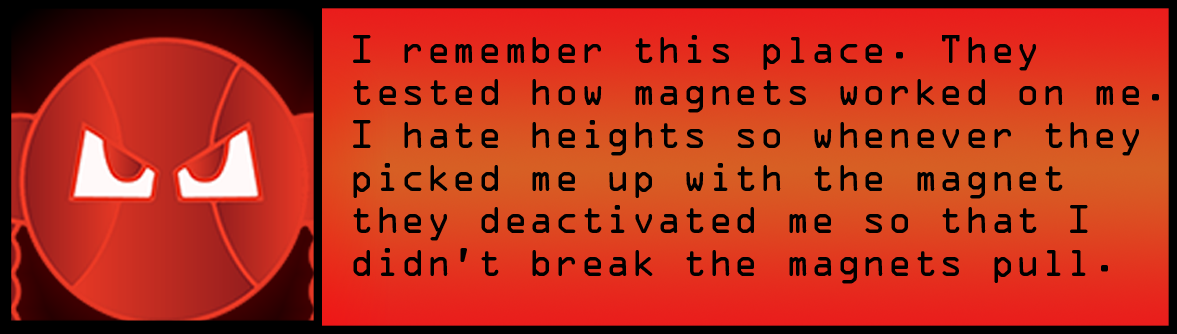 I remember this place. They
tested how magnets worked on me.
I hate heights so whenever they
picked me up with the magnet
they deactivated me so that I
didn't break the magnets pull.